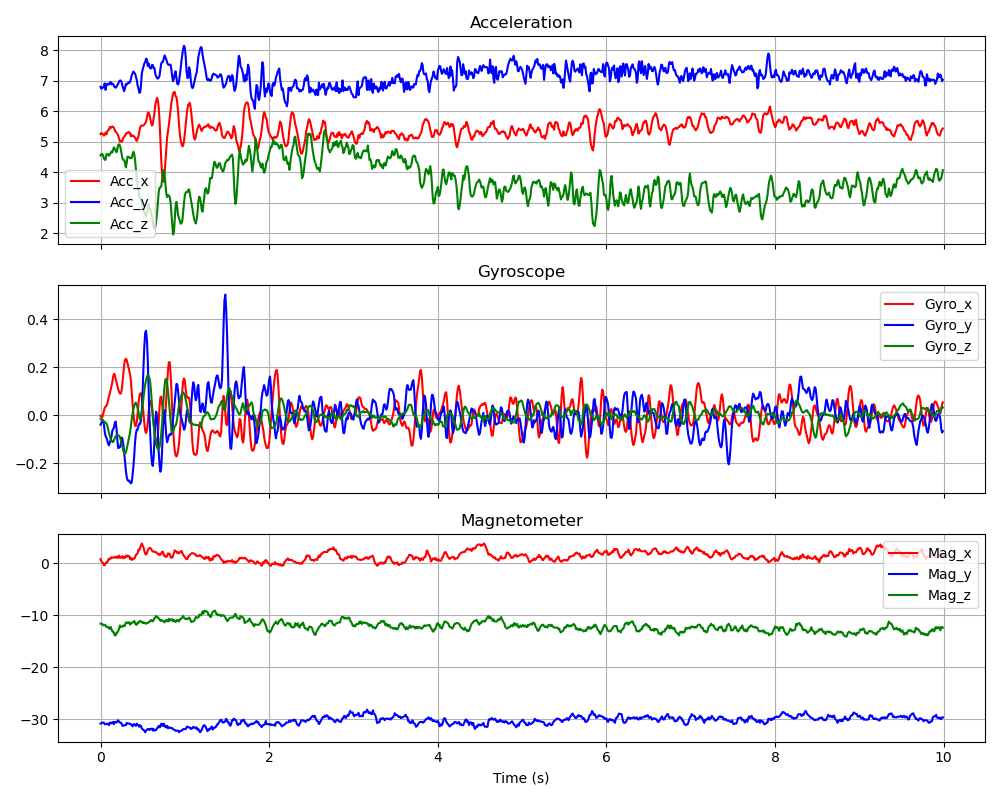 Acceleration
8
7
6
5
4
3
2
Acc_x
Acc_y
Acc_z
Gyroscope
0.4
0.2
0.0
−0.2
Gyro_x
Gyro_y
Gyro_z
Magnetometer
0
−10
−20
−30
Mag_x
Mag_y
Mag_z
0 2 4 6 8 10
Time (s)